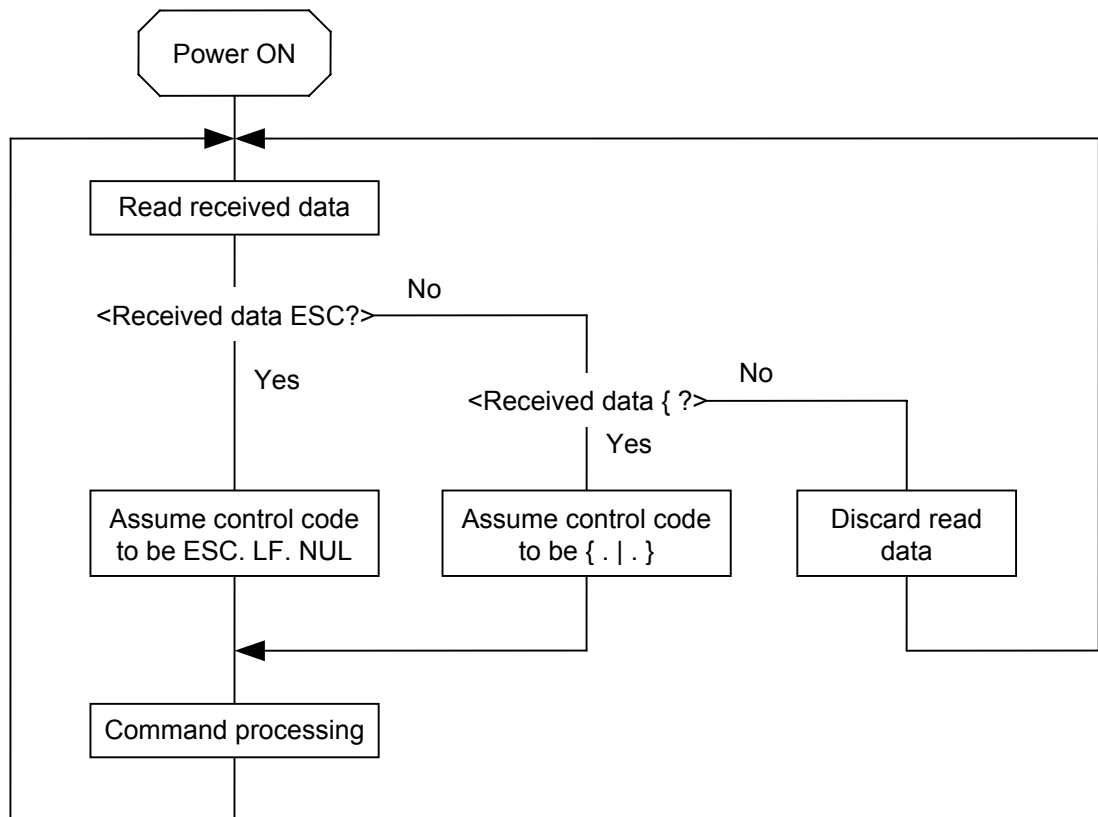 Power ON
Read received data
No
<Received data ESC?>
Yes
No
<Received data { ?>
Yes
Assume control code
to be ESC. LF. NUL
Assume control code
to be { . | . }
Discard read
data
Command processing